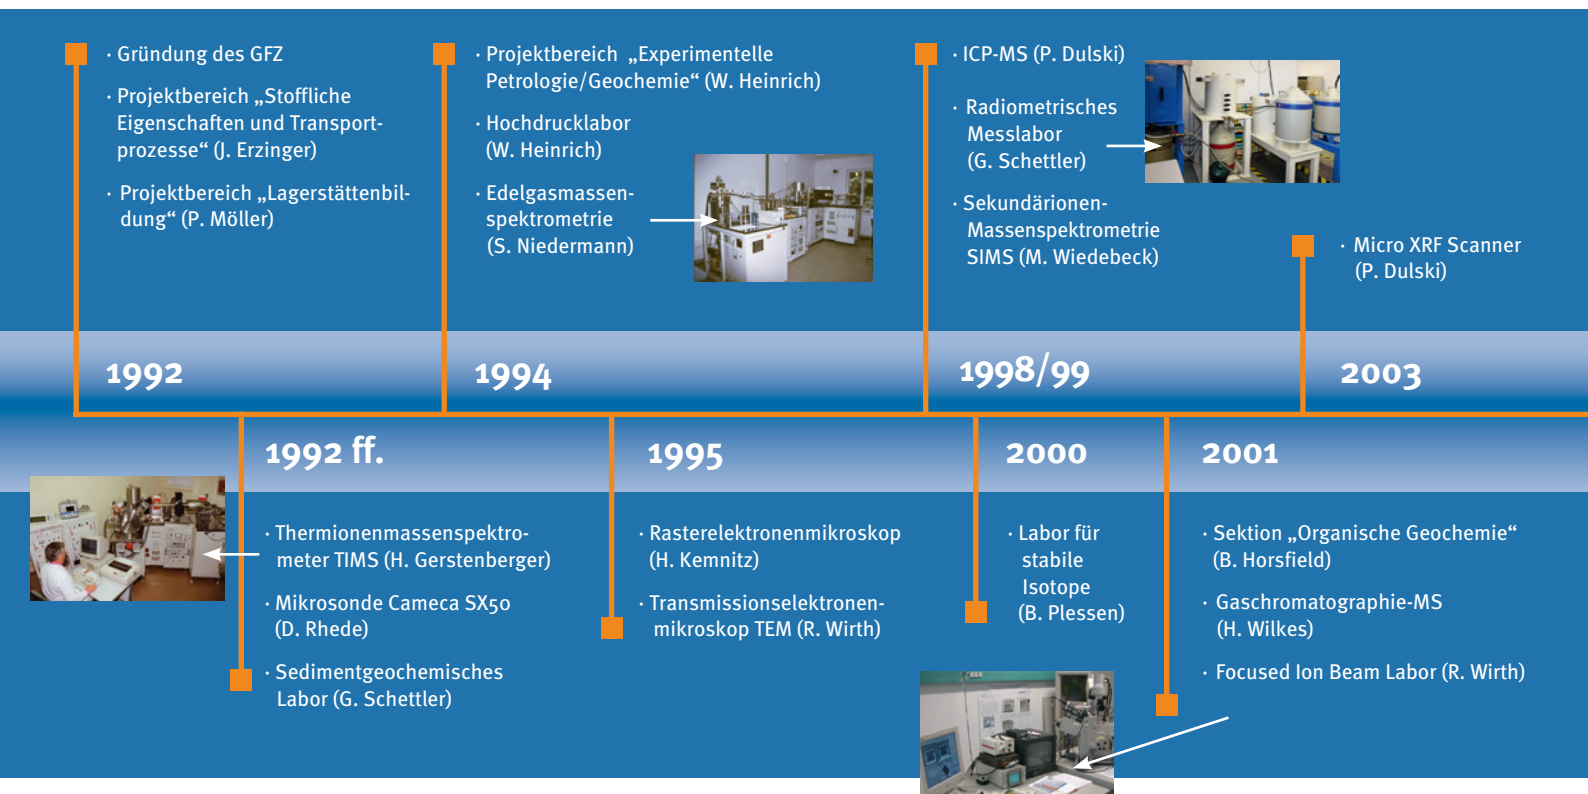 · Gründung des GFZ
· Projektbereich „Stoffliche
Eigenschaften und Transport-
prozesse“ (J. Erzinger)
· Projektbereich „Lagerstättenbil-
dung“ (P. Möller)
1992
· Projektbereich „Experimentelle
Petrologie/Geochemie“ (W. Heinrich)
· Hochdrucklabor
(W. Heinrich)
· Edelgasmassen-
spektrometrie
(S. Niedermann)
1994
· ICP-MS (P. Dulski)
· Radiometrisches
Messlabor
(G. Schettler)
· Sekundärionen-
Massenspektrometrie
SIMS (M. Wiedebeck)
1998/99
· Micro XRF Scanner
(P. Dulski)
2003
1992 ff.
· Thermionenmassenspektro-
meter TIMS (H. Gerstenberger)
· Mikrosonde Cameca SX50
(D. Rhede)
· Sedimentgeochemisches
Labor (G. Schettler)
1995
· Rasterelektronenmikroskop
(H. Kemnitz)
· Transmissionselektronen-
mikroskop TEM (R. Wirth)
2000
· Labor für
stabile
Isotope
(B. Plessen)
2001
· Sektion „Organische Geochemie“
(B. Horsfield)
· Gaschromatographie-MS
(H. Wilkes)
· Focused Ion Beam Labor (R. Wirth)